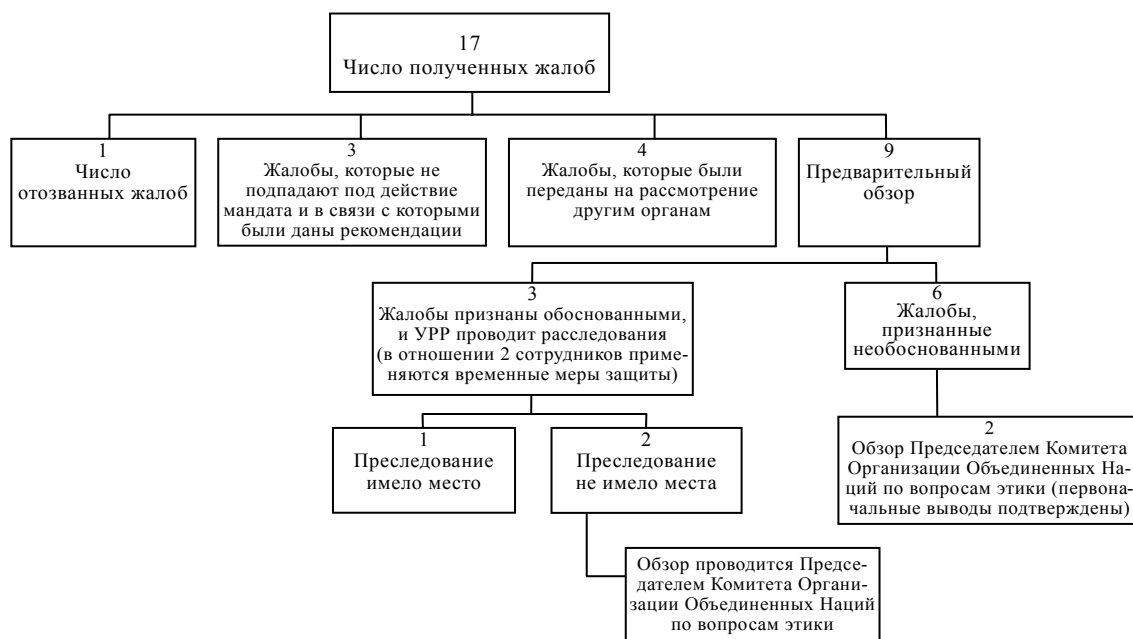 17
Число полученных жалоб
1
Число
отозванных жалоб
3
Жалобы, которые не
подпадают под действие
мандата и в связи с которыми
были даны рекомендации
4
Жалобы, которые были
переданы на рассмотрение
другим органам
9
Предварительный
обзор
3
Жалобы признаны обоснованными,
и УРР проводит расследования
(в отношении 2 сотрудников приме-
няются временные меры защиты)
6
Жалобы,
признанные
необоснованными
1
Преследование
имело место
2
Преследование
не имело места
2
Обзор Председателем Комитета
Организации Объединенных На-
ций по вопросам этики (первона-
чальные выводы подтверждены)
Обзор проводится Предсе-
дателем Комитета Органи-
зации Объединенных Наций
по вопросам этики